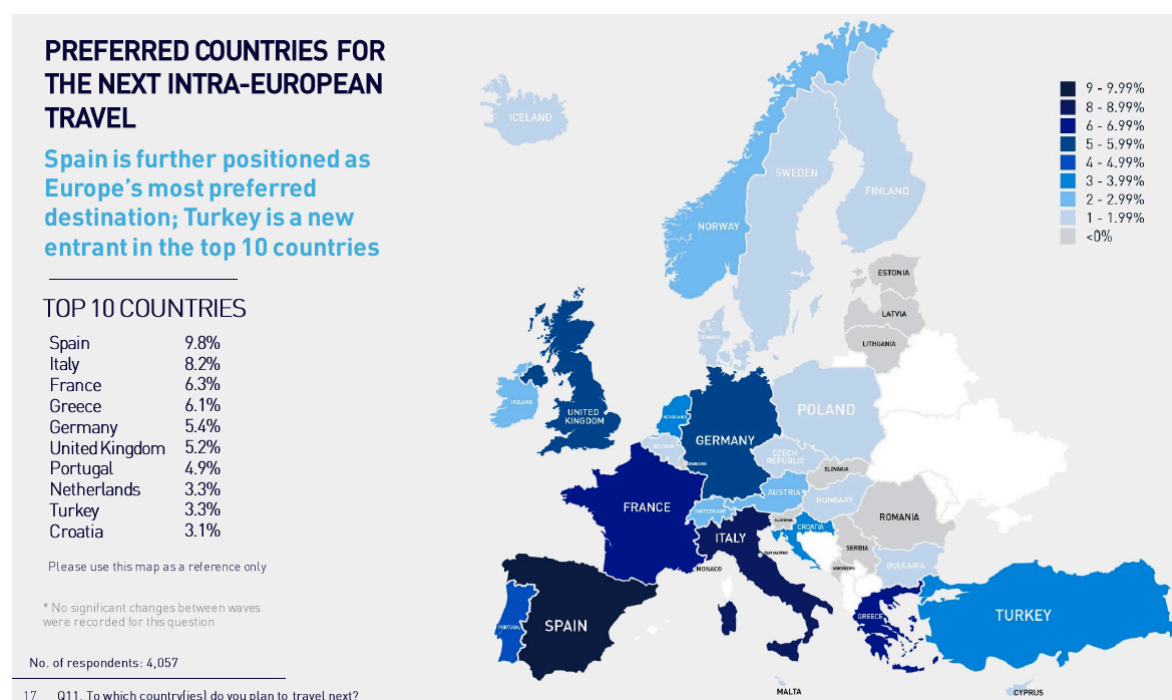 PREFERRED COUNTRIES FOR
THE NEXT INTRA-EUROPEAN
TRAVEL
Spain is further positioned as
Europe's most preferred
destination; Turkey is a new
entrant in the top 10 countries
TOP 10 COUNTRIES
Spain 9.8%
Italy 8.2%
France 6.3%
Greece 6.1%
Germany 5.4%
United Kingdom 5.2%
Portugal 4.9%
Netherlands 3.3%
Turkey 3.3%
Croatia 3.1%
Please use this map as a reference only
* No significant changes between waves
were recorded for this question
No. of respondents: 4,057
17 Q11. To which country(ies) do you plan to travel next?
9 - 9.99%
8 - 8.99%
6 - 6.99%
5 - 5.99%
4 - 4.99%
3 - 3.99%
2 - 2.99%
1 - 1.99%
<0%
ICELAND
SWEDEN
FINLAND
NORWAY
ESTONIA
LATVIA
LITHUANIA
IRELAND
UNITED
KINGDOM
POLAND
GERMANY
CZECH
REPUBLIC
SLOVAKIA
AUSTRIA
HUNGARY
SWITZERLAND
FRANCE
ROMANIA
SLOVENIA
CROATIA
ITALY
SERBIA
SAN MARINO
MONACO
BULGARIA
PORTUGAL
SPAIN
GREECE
TURKEY
MALTA
CYPRUS